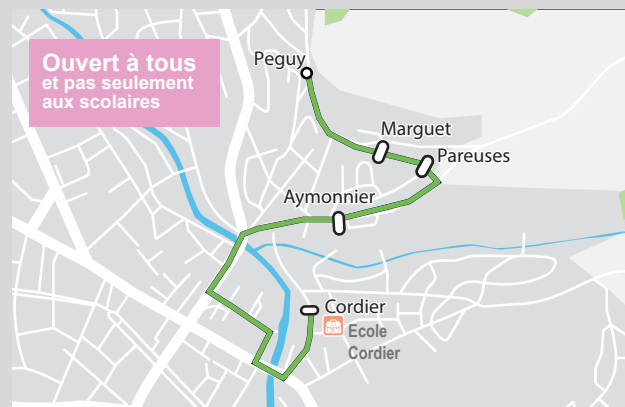 Ouvert à tous
et pas seulement
aux scolaires
Peguy
Marguet
Pareuses
Aymonnier
Cordier
Ecole
Cordier